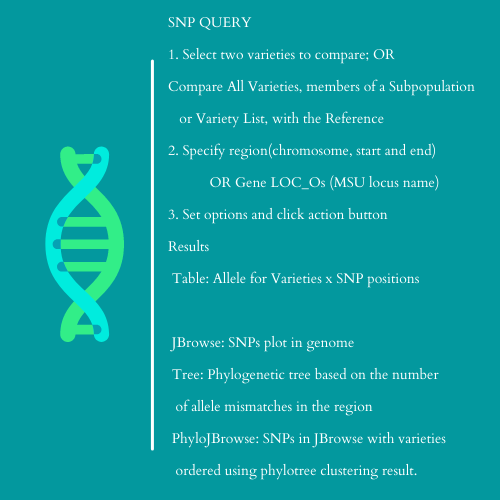 SNP QUERY
1. Select two varieties to compare; OR
Compare All Varieties, members of a Subpopulation
or Variety List, with the Reference
2. Specify region(chromosome, start and end)
OR Gene LOC_Os (MSU locus name)
3. Set options and click action button
Results
Table: Allele for Varieties x SNP positions
JBrowse: SNPs plot in genome
Tree: Phylogenetic tree based on the number
of allele mismatches in the region
PhyloJBrowse: SNPs in JBrowse with varieties
ordered using phylotree clustering result.